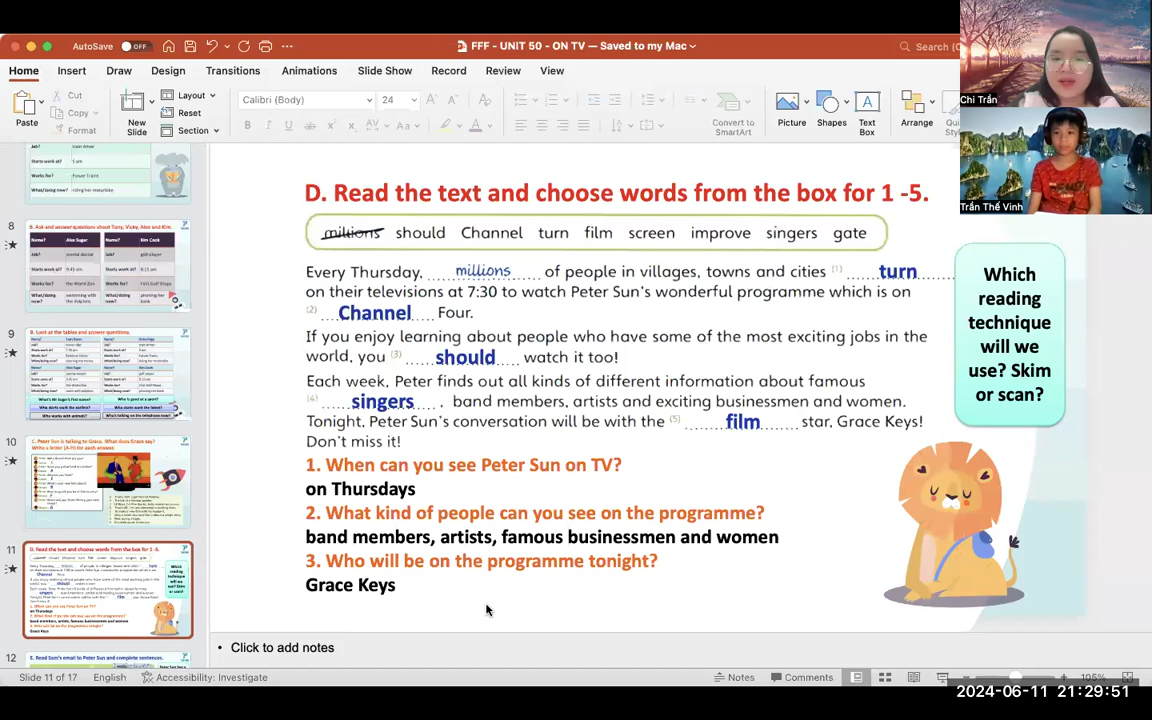 AutoSave OFF
FFF - UNIT 50 - ON TV — Saved to my Mac
Search (C
Home Insert Draw Design Transitions Animations Slide Show Record Review View
Paste
Cut
Copy
Format
New Slide
Layout
Reset
Section
Calibri (Body) 24
Convert to SmartArt
Picture
Shapes
Text Box
Arrange
Chi Trần
Trần Thế Vinh
8
9
10
11
12
D. Read the text and choose words from the box for 1 -5.
millions should Channel turn film screen improve singers gate
Every Thursday, millions of people in villages, towns and cities (1) turn
on their televisions at 7:30 to watch Peter Sun's wonderful programme which is on
(2) Channel Four.
If you enjoy learning about people who have some of the most exciting jobs in the
world, you (3) should watch it too!
Each week, Peter finds out all kinds of different information about famous
(4) singers, band members, artists and exciting businessmen and women.
Tonight, Peter Sun's conversation will be with the (5) film star, Grace Keys!
Don't miss it!
1. When can you see Peter Sun on TV?
on Thursdays
2. What kind of people can you see on the programme?
band members, artists, famous businessmen and women
3. Who will be on the programme tonight?
Grace Keys
Which
reading
technique
will we
use? Skim
or scan?
• Click to add notes
Slide 11 of 17 English Accessibility: Investigate Notes Comments 105%
2024-06-11 21:29:51